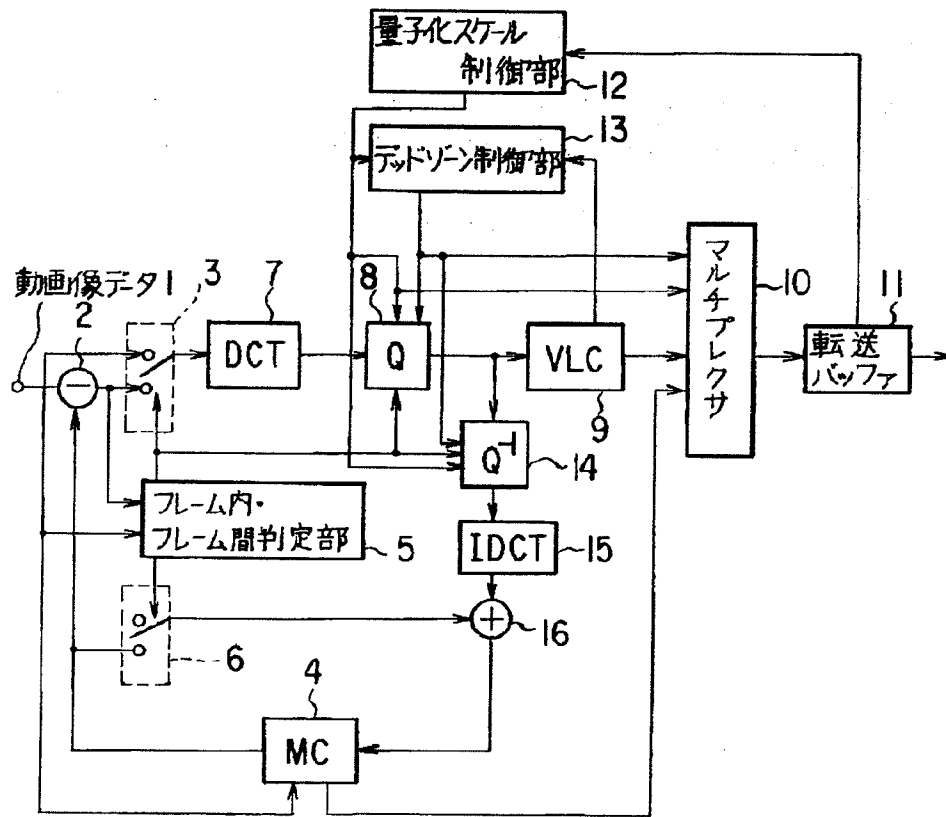 量子化スケール
制御部
12
13
デッドゾーン制御部
動画像データ1
2
3
7
DCT
8
Q
VLC
9
マルチプレクサ
10
11
転送
バッファ
Q⁻¹
14
フレーム内・
フレーム間判定部
5
IDCT
15
16
6
4
MC